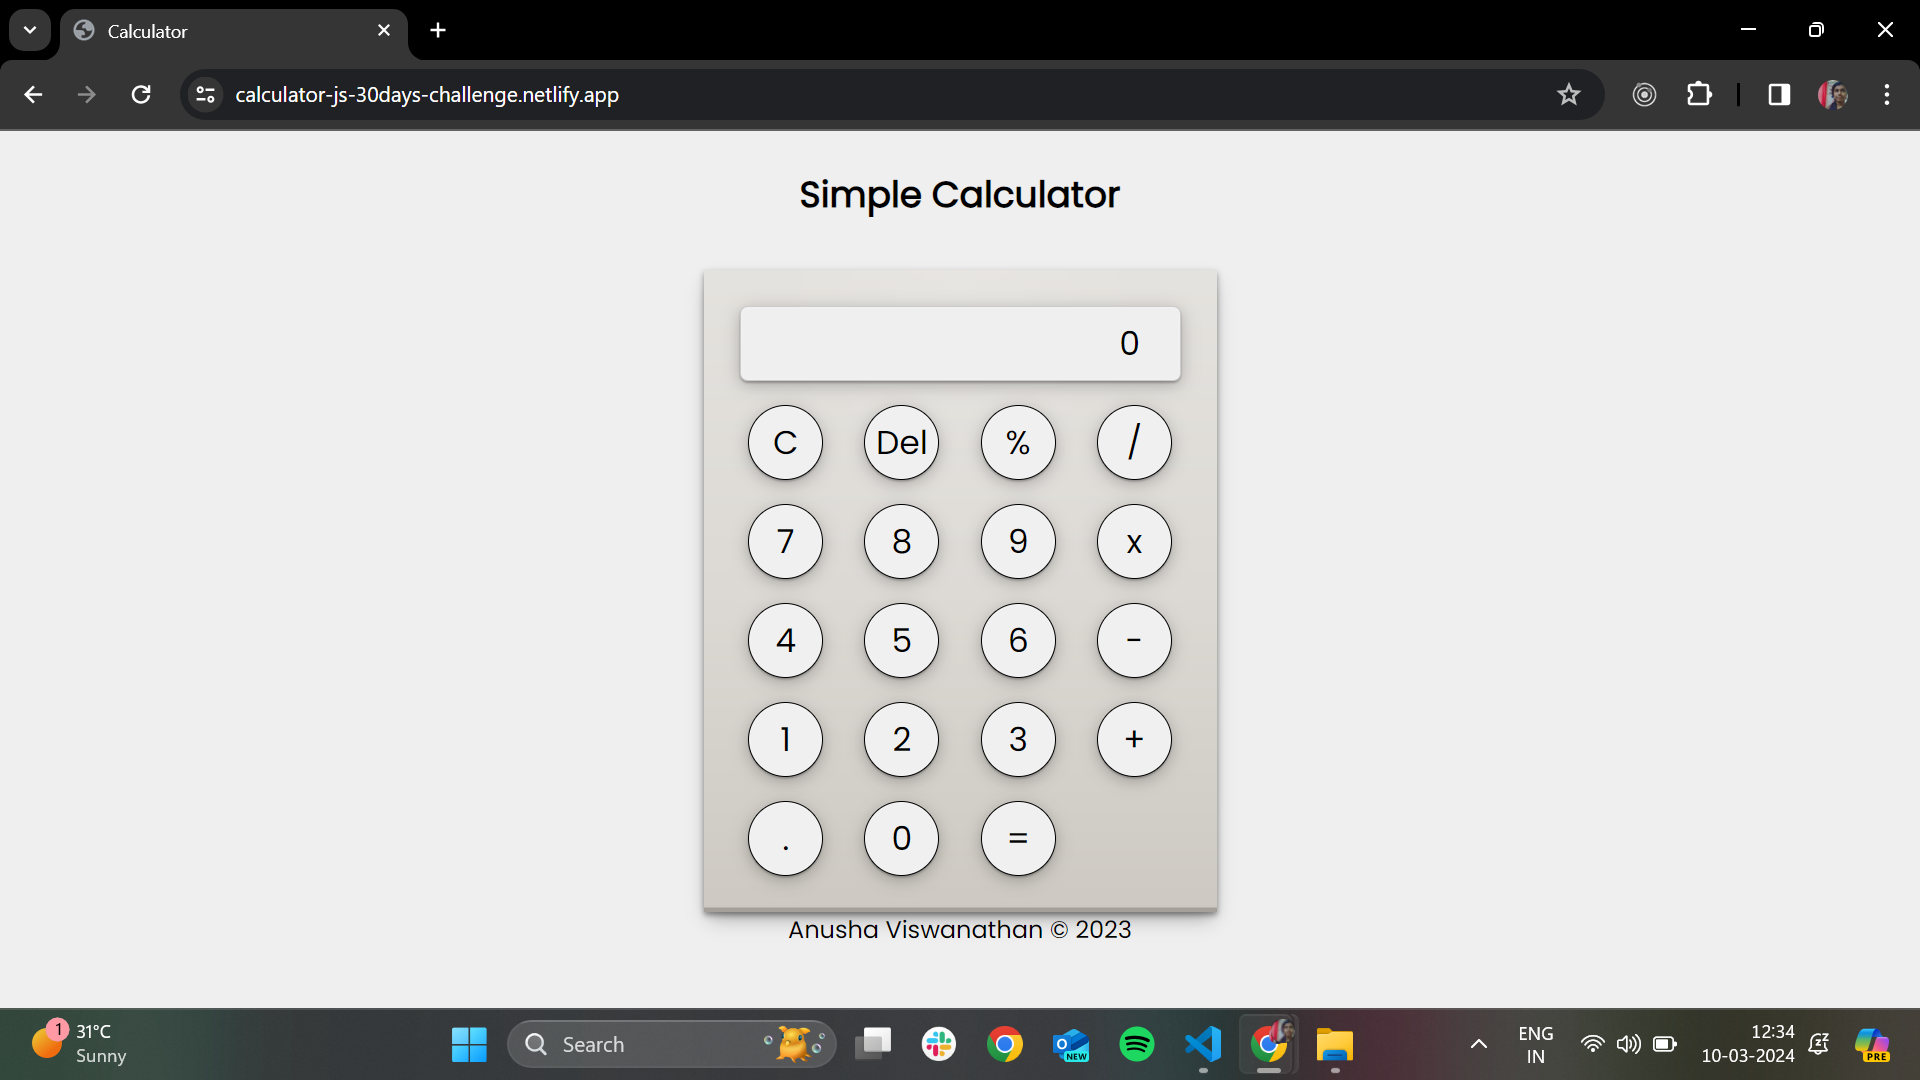 Calculator
calculator-js-30days-challenge.netlify.app
Simple Calculator
0
C Del % /
7 8 9 x
4 5 6 -
1 2 3 +
. 0 =
Anusha Viswanathan © 2023
1
31°C
Sunny
Search
NEW
ENG
IN
12:34
10-03-2024
PRE